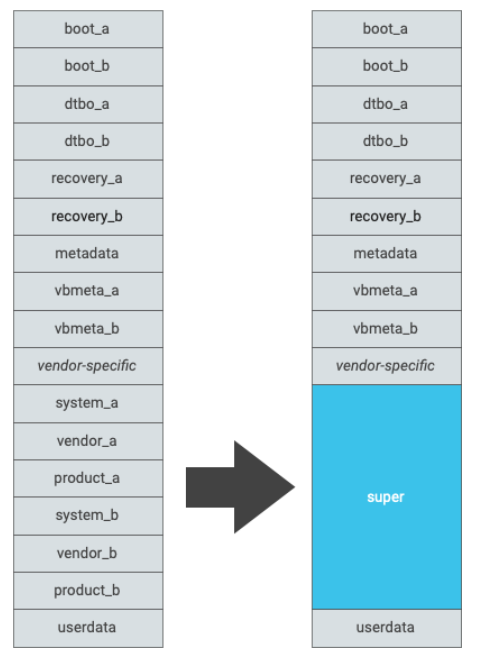 boot_a
boot_b
dtbo_a
dtbo_b
recovery_a
recovery_b
metadata
vbmeta_a
vbmeta_b
vendor-specific
system_a
vendor_a
product_a
system_b
vendor_b
product_b
userdata
boot_a
boot_b
dtbo_a
dtbo_b
recovery_a
recovery_b
metadata
vbmeta_a
vbmeta_b
vendor-specific
super
userdata